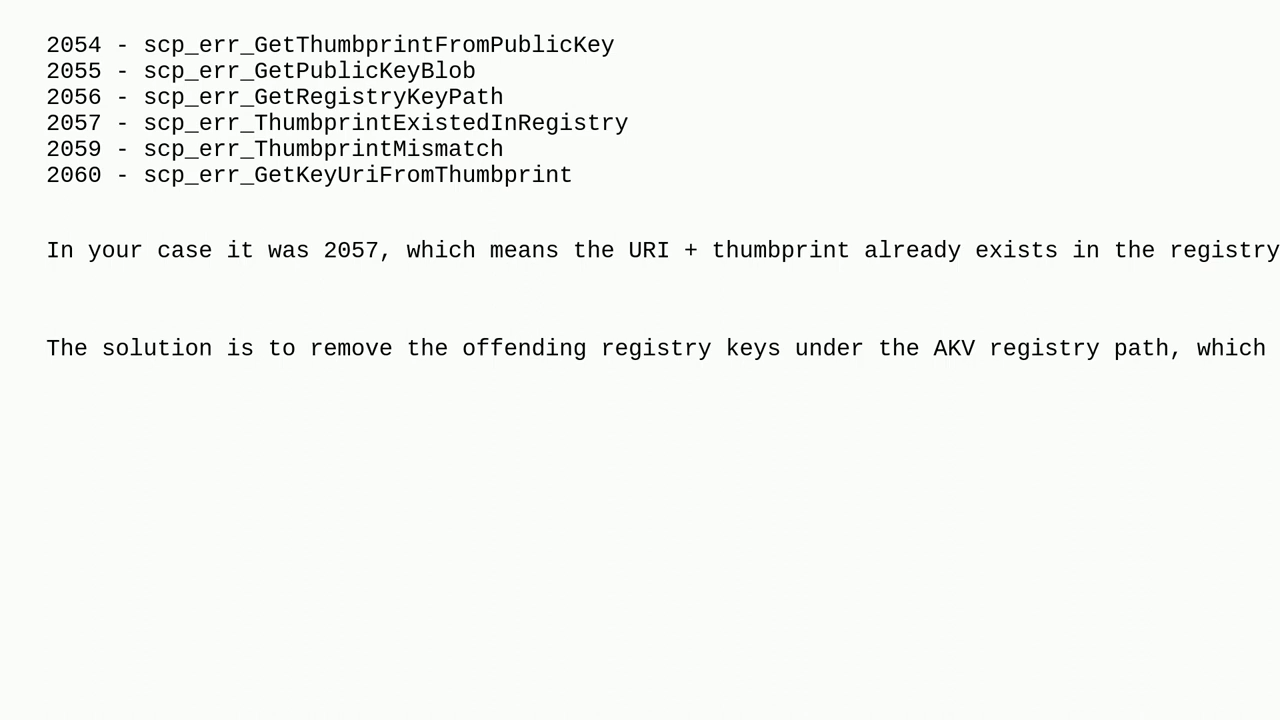 2054 - scp_err_GetThumbprintFromPublicKey
2055 - scp_err_GetPublicKeyBlob
2056 - scp_err_GetRegistryKeyPath
2057 - scp_err_ThumbprintExistedInRegistry
2059 - scp_err_ThumbprintMismatch
2060 - scp_err_GetKeyUriFromThumbprint
In your case it was 2057, which means the URI + thumbprint already exists in the registry
The solution is to remove the offending registry keys under the AKV registry path, which